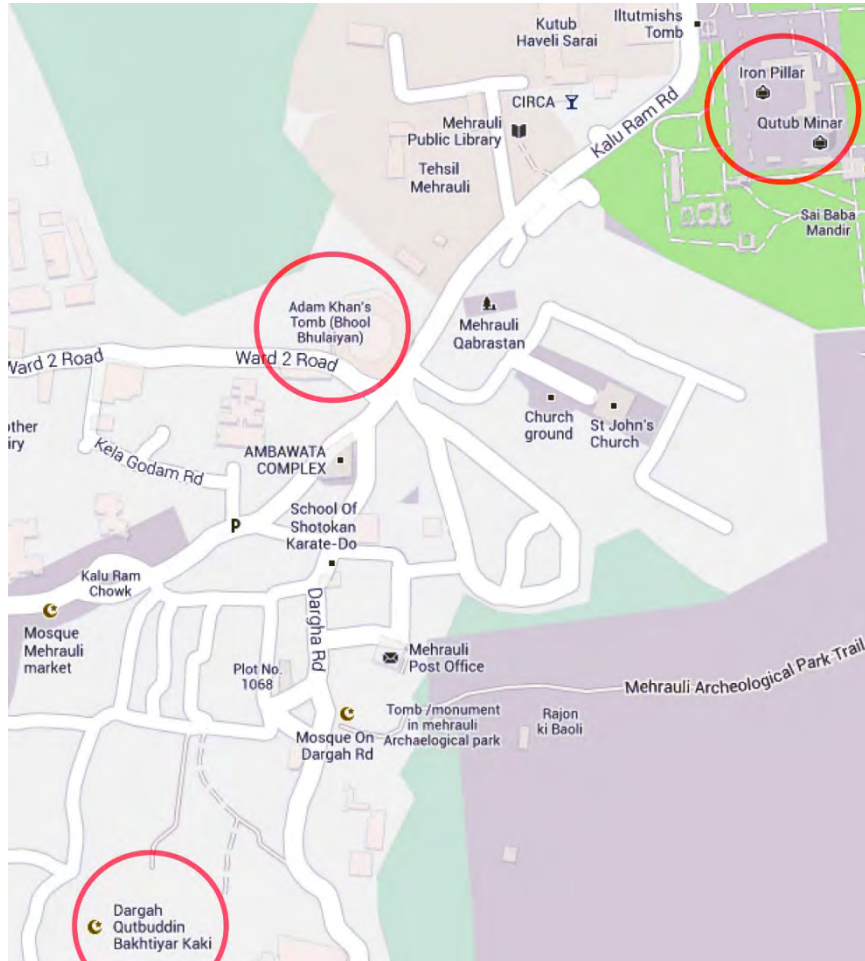 Kutub
Haveli Sarai
Iltutmishs
Tomb
Iron Pillar
Qutub Minar
CIRCA
Mehrauli
Public Library
Kalu Ram Rd
Tehsil
Mehrauli
Sai Baba
Mandir
Adam Khan's
Tomb (Bhool
Bhulaiyan)
Mehrauli
Qabrastan
Ward 2 Road
Ward 2 Road
Church
ground
St John's
Church
other
iry
AMBAWATA
COMPLEX
Kela Godam Rd
School Of
Shotokan
Karate-Do
P
Kalu Ram
Chowk
Dargha Rd
Mosque
Mehrauli
market
Mehrauli
Post Office
Plot No.
1068
Mehrauli Archeological Park Trail
Tomb /monument
in mehrauli
Archaelogical park
Rajon
ki Baoli
Mosque On
Dargah Rd
Dargah
Qutbuddin
Bakhtiyar Kaki